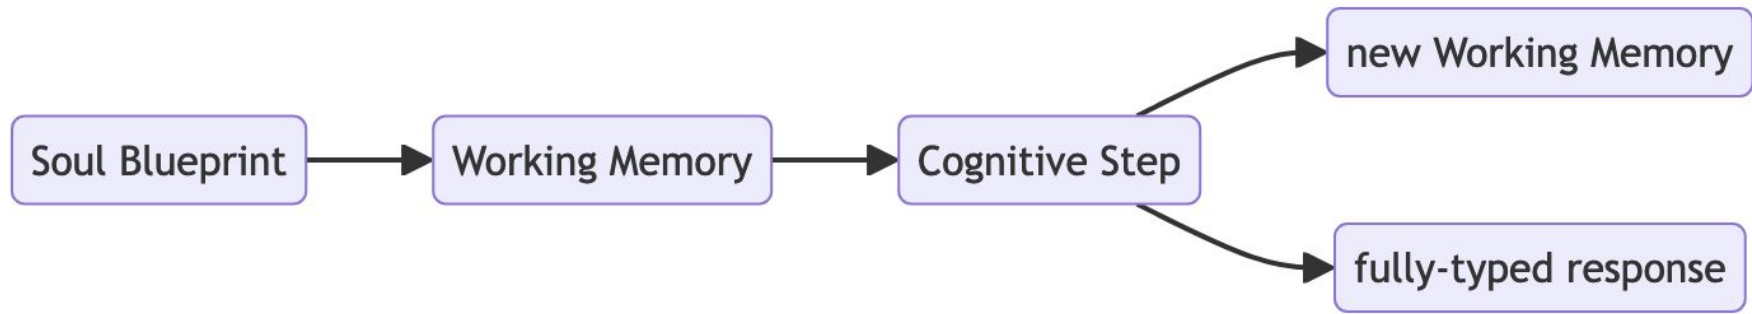 Soul Blueprint
Working Memory
Cognitive Step
new Working Memory
fully-typed response